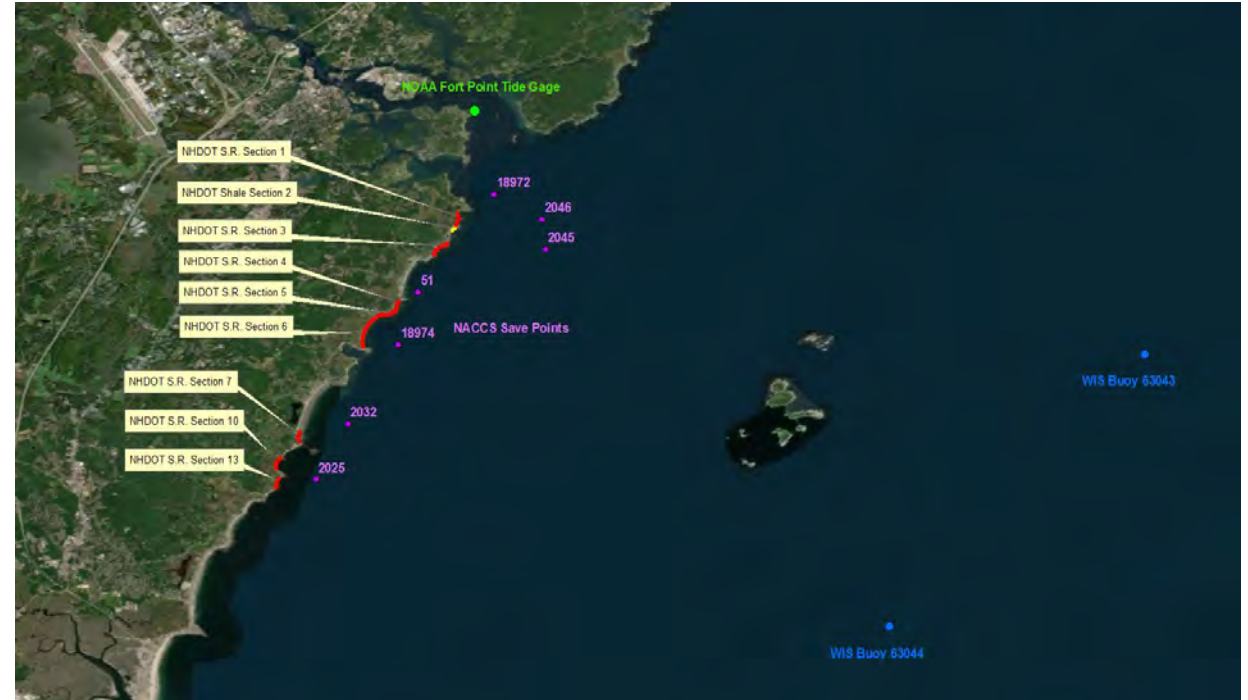 NOAA Fort Point Tide Gage
NHDOT S.R. Section 1
18972
NHDOT Shale Section 2
2046
NHDOT S.R. Section 3
2045
NHDOT S.R. Section 4
51
NHDOT S.R. Section 5
NHDOT S.R. Section 6
18974
NACCS Save Points
WIS Buoy 63043
NHDOT S.R. Section 7
2032
NHDOT S.R. Section 10
NHDOT S.R. Section 13
2025
WIS Buoy 63044